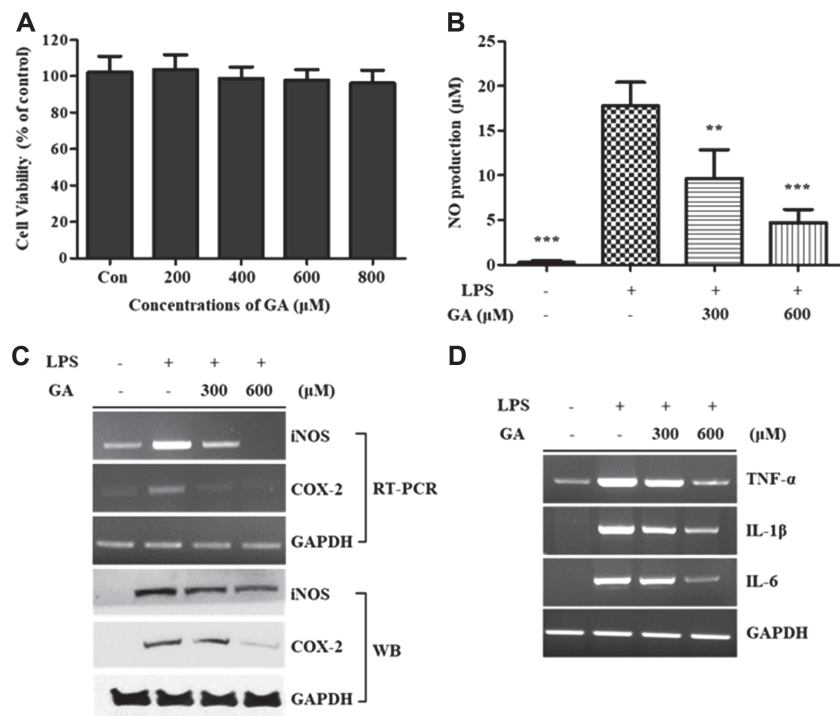 A
Cell Viability (% of control)
120
100
80
60
40
20
0
Con 200 400 600 800
Concentrations of GA (μM)
B
NO production (μM)
25
20
15
10
5
0
*** ** ***
LPS - + + +
GA (μM) - - 300 600
C
LPS - + + +
GA - - 300 600 (μM)
iNOS
COX-2
GAPDH
RT-PCR
iNOS
COX-2
GAPDH
WB
D
LPS - + + +
GA - - 300 600 (μM)
TNF-α
IL-1β
IL-6
GAPDH